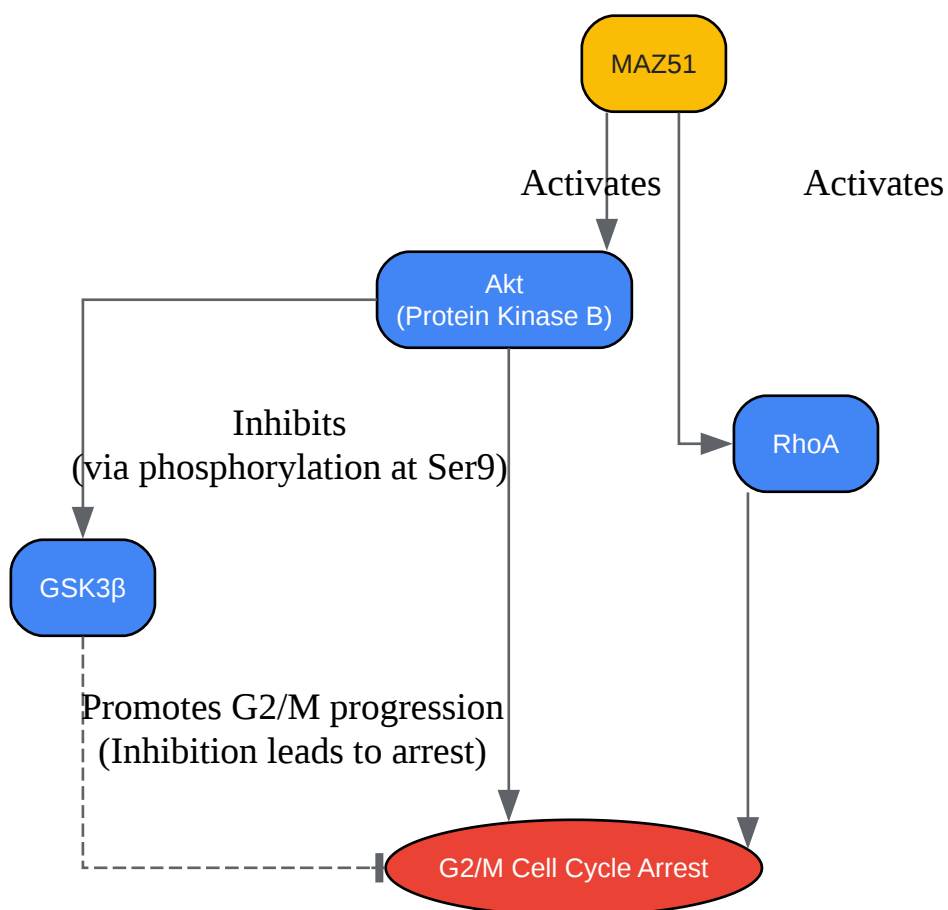 MAZ51
Activates
Activates
Akt
(Protein Kinase B)
Inhibits
(via phosphorylation at Ser9)
RhoA
GSK3β
Promotes G2/M progression
(Inhibition leads to arrest)
G2/M Cell Cycle Arrest